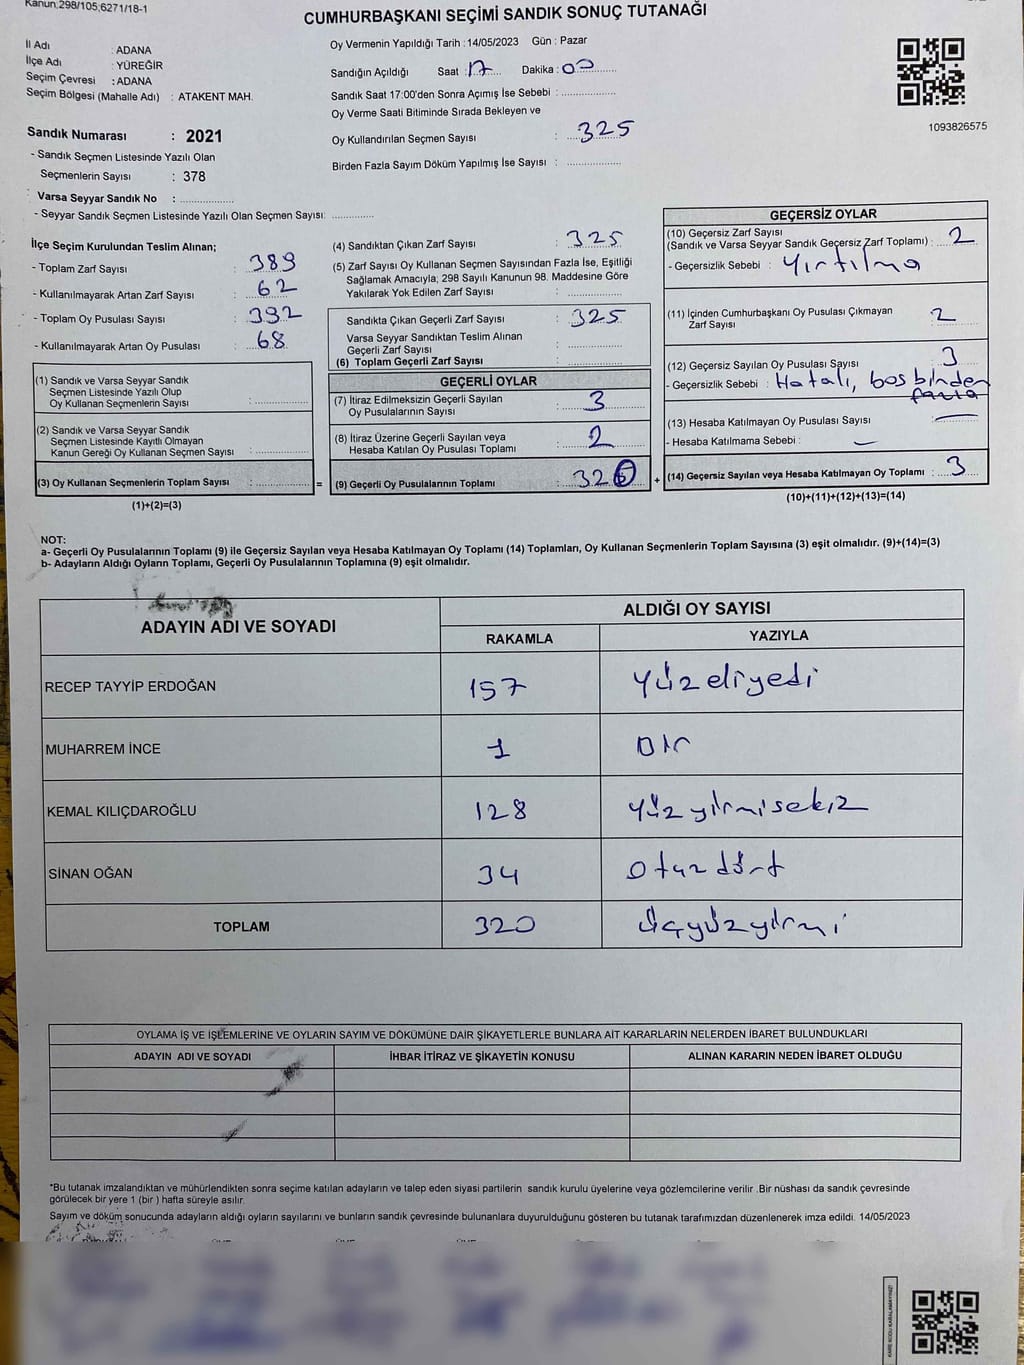 Kanun:298/105;6271/18-1
CUMHURBAŞKANI SEÇİMİ SANDIK SONUÇ TUTANAĞI
İl Adı : ADANA
İlçe Adı : YÜREĞİR
Seçim Çevresi : ADANA
Seçim Bölgesi (Mahalle Adı) : ATAKENT MAH.
Sandık Numarası : 2021
- Sandık Seçmen Listesinde Yazılı Olan
Seçmenlerin Sayısı : 378
Varsa Seyyar Sandık No :
- Seyyar Sandık Seçmen Listesinde Yazılı Olan Seçmen Sayısı:
Oy Vermenin Yapıldığı Tarih :14/05/2023 Gün : Pazar
Sandığın Açıldığı Saat : 17 Dakika : 00
Sandık Saat 17:00'den Sonra Açımış İse Sebebi :
Oy Verme Saati Bitiminde Sırada Bekleyen ve
Oy Kullandırılan Seçmen Sayısı : 325
Birden Fazla Sayım Döküm Yapılmış İse Sayısı :
1093826575
İlçe Seçim Kurulundan Teslim Alınan;
- Toplam Zarf Sayısı : 389
- Kullanılmayarak Artan Zarf Sayısı : 62
- Toplam Oy Pusulası Sayısı : 392
- Kullanılmayarak Artan Oy Pusulası : 68
(1) Sandık ve Varsa Seyyar Sandık
Seçmen Listesinde Yazılı Olup
Oy Kullanan Seçmenlerin Sayısı :
(2) Sandık ve Varsa Seyyar Sandık
Seçmen Listesinde Kayıtlı Olmayan
Kanun Gereği Oy Kullanan Seçmen Sayısı :
(3) Oy Kullanan Seçmenlerin Toplam Sayısı : =
(1)+(2)=(3)
(4) Sandıktan Çıkan Zarf Sayısı : 325
(5) Zarf Sayısı Oy Kullanan Seçmen Sayısından Fazla İse, Eşitliği
Sağlamak Amacıyla, 298 Sayılı Kanunun 98. Maddesine Göre
Yakılarak Yok Edilen Zarf Sayısı :
Sandıkta Çıkan Geçerli Zarf Sayısı : 325
Varsa Seyyar Sandıktan Teslim Alınan
Geçerli Zarf Sayısı :
(6) Toplam Geçerli Zarf Sayısı :
GEÇERLİ OYLAR
(7) İtiraz Edilmeksizin Geçerli Sayılan
Oy Pusulalarının Sayısı : 3
(8) İtiraz Üzerine Geçerli Sayılan veya
Hesaba Katılan Oy Pusulası Toplamı : 2
(9) Geçerli Oy Pusulalarının Toplamı : 32 +
GEÇERSİZ OYLAR
(10) Geçersiz Zarf Sayısı
(Sandık ve Varsa Seyyar Sandık Geçersiz Zarf Toplamı) : 2
- Geçersizlik Sebebi : Yırtılma
(11) İçinden Cumhurbaşkanı Oy Pusulası Çıkmayan
Zarf Sayısı : 2
(12) Geçersiz Sayılan Oy Pusulası Sayısı : 3
- Geçersizlik Sebebi : Hatalı, bos binden
fazla
(13) Hesaba Katılmayan Oy Pusulası Sayısı : —
- Hesaba Katılmama Sebebi : —
(14) Geçersiz Sayılan veya Hesaba Katılmayan Oy Toplamı : 3
(10)+(11)+(12)+(13)=(14)
NOT:
a- Geçerli Oy Pusulalarının Toplamı (9) ile Geçersiz Sayılan veya Hesaba Katılmayan Oy Toplamı (14) Toplamları, Oy Kullanan Seçmenlerin Toplam Sayısına (3) eşit olmalıdır. (9)+(14)=(3)
b- Adayların Aldığı Oyların Toplamı, Geçerli Oy Pusulalarının Toplamına (9) eşit olmalıdır.
ADAYIN ADI VE SOYADI
ALDIĞI OY SAYISI
RAKAMLA YAZIYLA
RECEP TAYYİP ERDOĞAN 157 Yüzeliyedi
MUHARREM İNCE 1 bir
KEMAL KILIÇDAROĞLU 128 yüzyirmisekiz
SİNAN OĞAN 34 otuzdört
TOPLAM 320 üçyüzyirmi
OYLAMA İŞ VE İŞLEMLERİNE VE OYLARIN SAYIM VE DÖKÜMÜNE DAİR ŞİKAYETLERLE BUNLARA AİT KARARLARIN NELERDEN İBARET BULUNDUKLARI
ADAYIN ADI VE SOYADI İHBAR İTİRAZ VE ŞİKAYETİN KONUSU ALINAN KARARIN NEDEN İBARET OLDUĞU
*Bu tutanak imzalandıktan ve mühürlendikten sonra seçime katılan adayların ve talep eden siyasi partilerin sandık kurulu üyelerine veya gözlemcilerine verilir .Bir nüshası da sandık çevresinde
görülecek bir yere 1 (bir ) hafta süreyle asılır.
Sayım ve döküm sonucunda adayların aldığı oyların sayılarını ve bunların sandık çevresinde bulunanlara duyurulduğunu gösteren bu tutanak tarafımızdan düzenlenerek imza edildi. 14/05/2023
KARE KODU KARALAMAYINIZ!